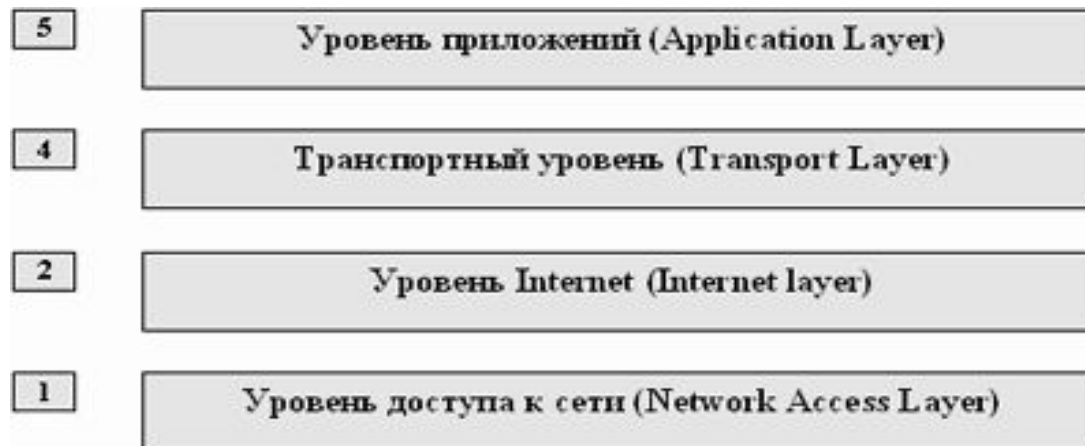 5
Уровень приложений (Application Layer)
4
Транспортный уровень (Transport Layer)
2
Уровень Internet (Internet layer)
1
Уровень доступа к сети (Network Access Layer)